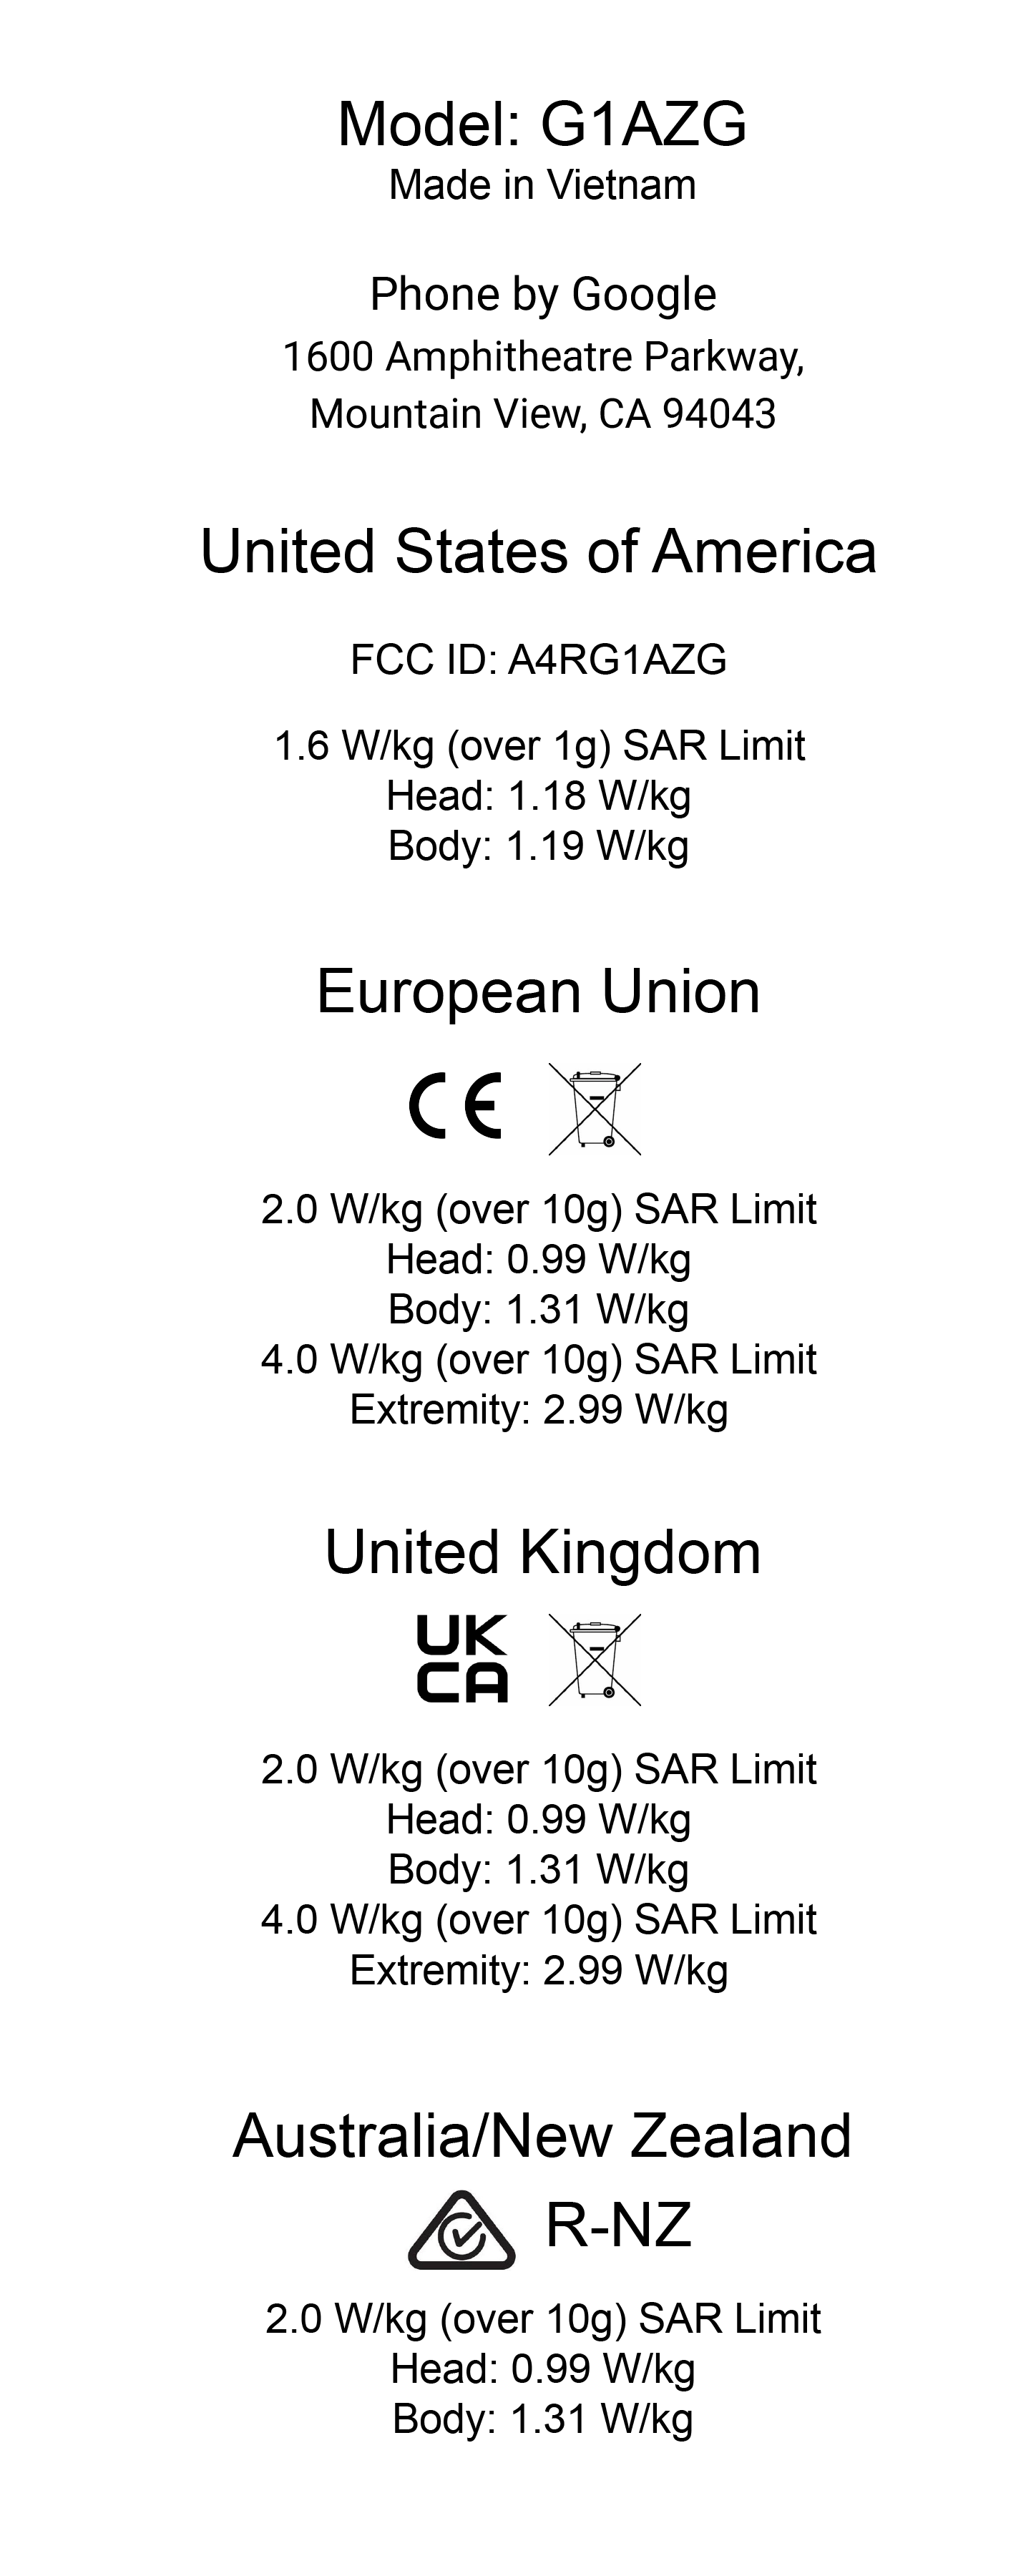 Model: G1AZG
Made in Vietnam
Phone by Google
1600 Amphitheatre Parkway,
Mountain View, CA 94043
United States of America
FCC ID: A4RG1AZG
1.6 W/kg (over 1g) SAR Limit
Head: 1.18 W/kg
Body: 1.19 W/kg
European Union
CE
2.0 W/kg (over 10g) SAR Limit
Head: 0.99 W/kg
Body: 1.31 W/kg
4.0 W/kg (over 10g) SAR Limit
Extremity: 2.99 W/kg
United Kingdom
UK
CA
2.0 W/kg (over 10g) SAR Limit
Head: 0.99 W/kg
Body: 1.31 W/kg
4.0 W/kg (over 10g) SAR Limit
Extremity: 2.99 W/kg
Australia/New Zealand
R-NZ
2.0 W/kg (over 10g) SAR Limit
Head: 0.99 W/kg
Body: 1.31 W/kg